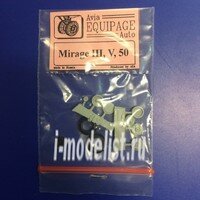 Avia
EQUIPAGE
Auto
Mirage III, V, 50
Made in Russia
i-modelist.ru